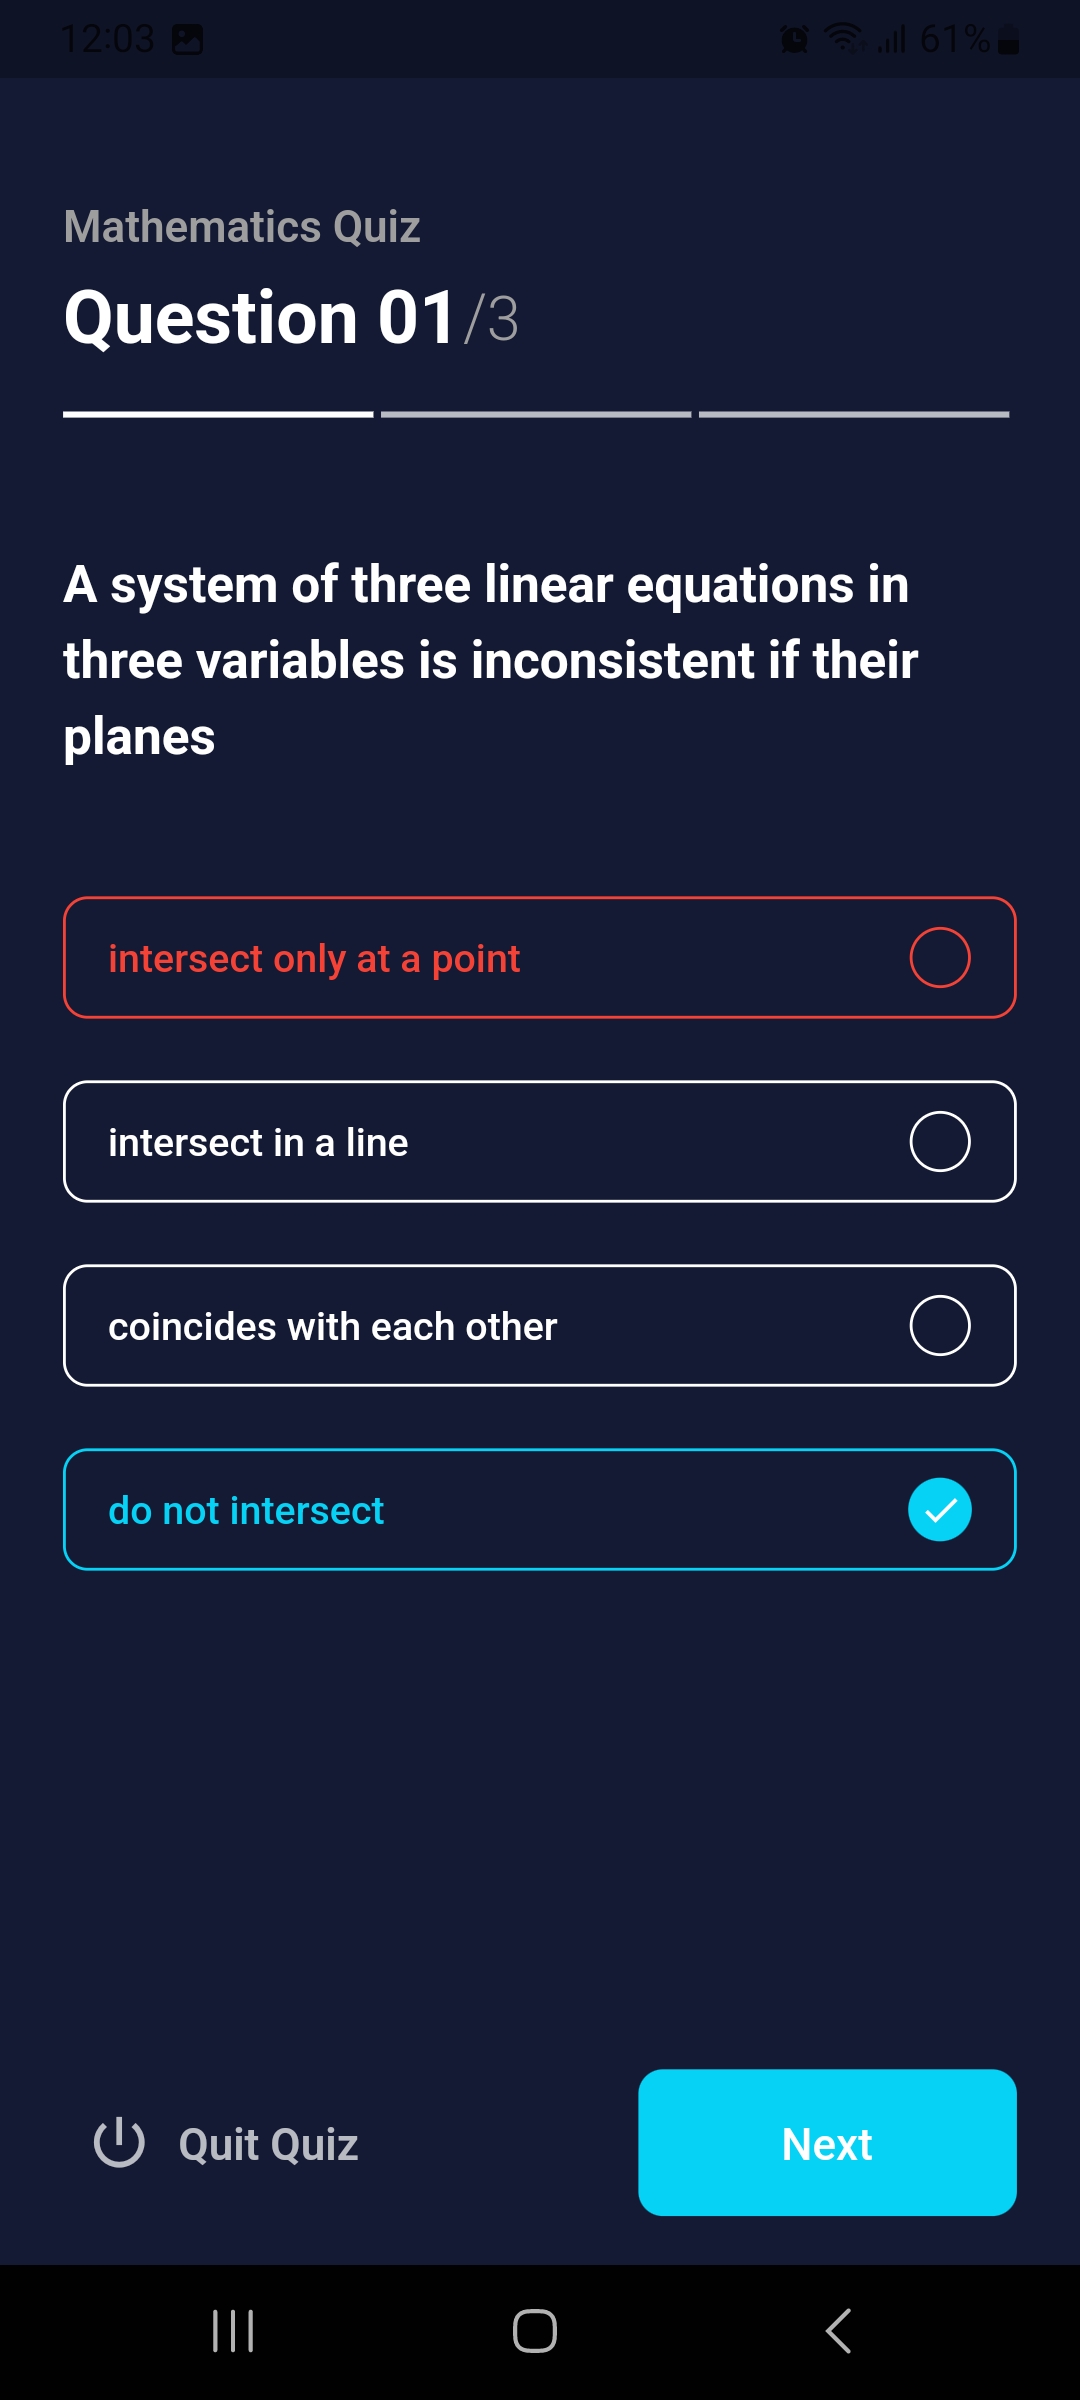 12:03
61%
Mathematics Quiz
Question 01/3
A system of three linear equations in
three variables is inconsistent if their
planes
intersect only at a point
intersect in a line
coincides with each other
do not intersect
Quit Quiz
Next